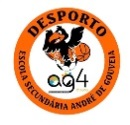 DESPORTO
ag4
ESCOLA SECUNDÁRIA ANDRÉ DE GOUVEIA